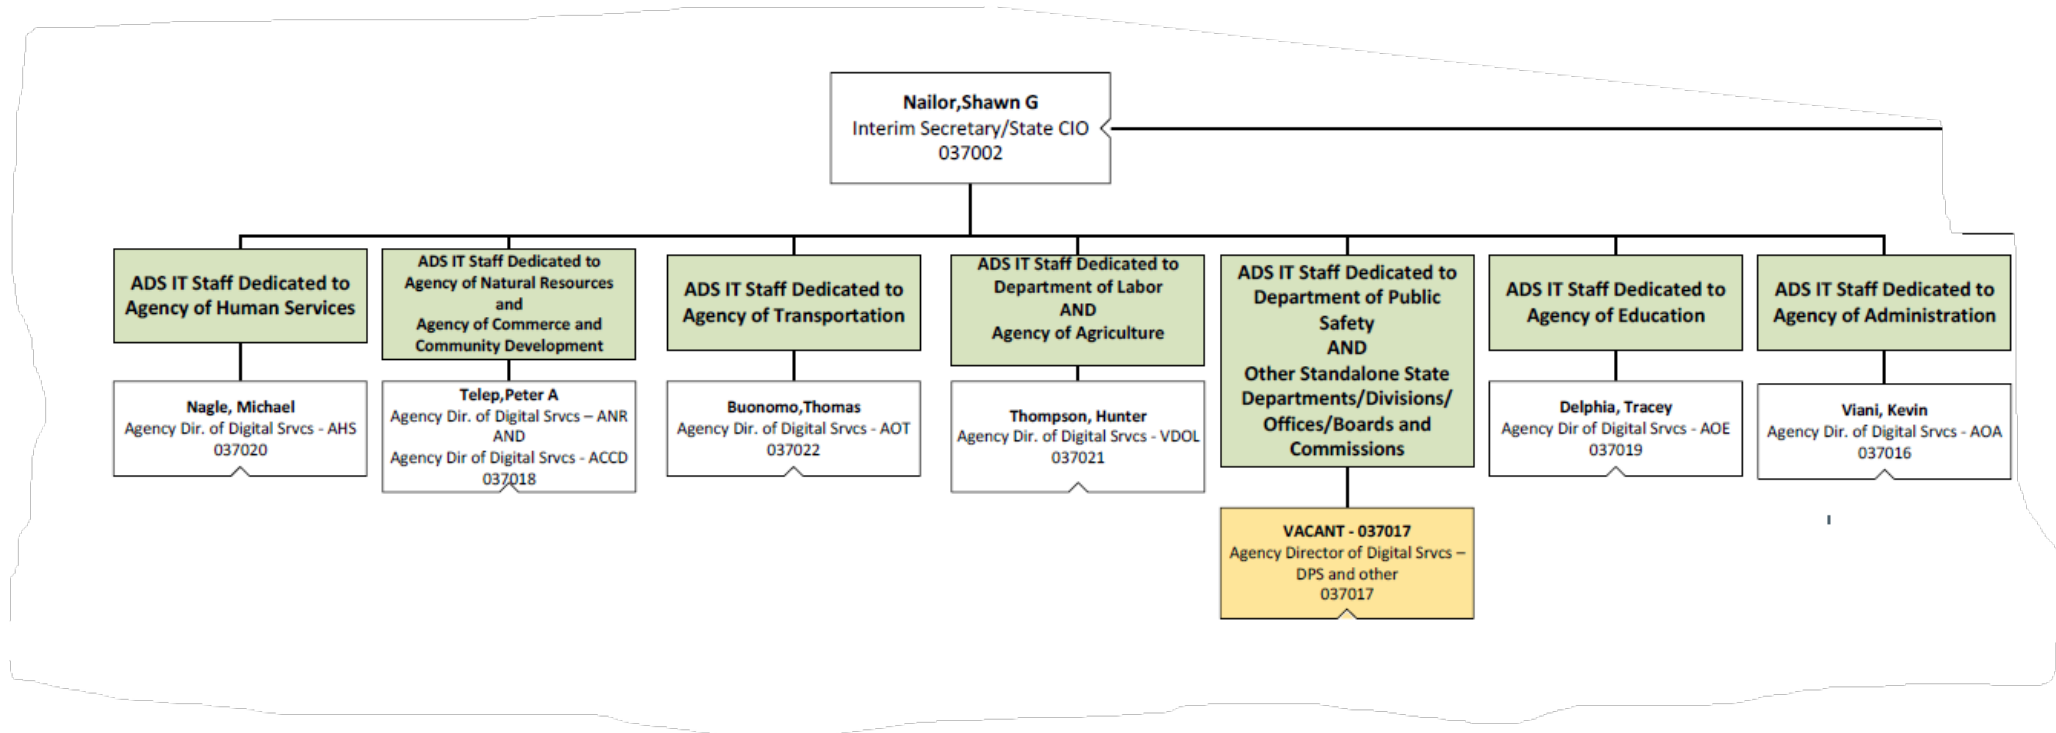 Nailor,Shawn G
Interim Secretary/State CIO
037002
ADS IT Staff Dedicated to
Agency of Human Services
Nagle, Michael
Agency Dir. of Digital Srvcs - AHS
037020
ADS IT Staff Dedicated to
Agency of Natural Resources
and
Agency of Commerce and
Community Development
Telep,Peter A
Agency Dir. of Digital Srvcs – ANR
AND
Agency Dir of Digital Srvcs - ACCD
037018
ADS IT Staff Dedicated to
Agency of Transportation
Buonomo,Thomas
Agency Dir. of Digital Srvcs - AOT
037022
ADS IT Staff Dedicated to
Department of Labor
AND
Agency of Agriculture
Thompson, Hunter
Agency Dir. of Digital Srvcs - VDOL
037021
ADS IT Staff Dedicated to
Department of Public
Safety
AND
Other Standalone State
Departments/Divisions/
Offices/Boards and
Commissions
VACANT - 037017
Agency Director of Digital Srvcs –
DPS and other
037017
ADS IT Staff Dedicated to
Agency of Education
Delphia, Tracey
Agency Dir of Digital Srvcs - AOE
037019
ADS IT Staff Dedicated to
Agency of Administration
Viani, Kevin
Agency Dir. of Digital Srvcs - AOA
037016